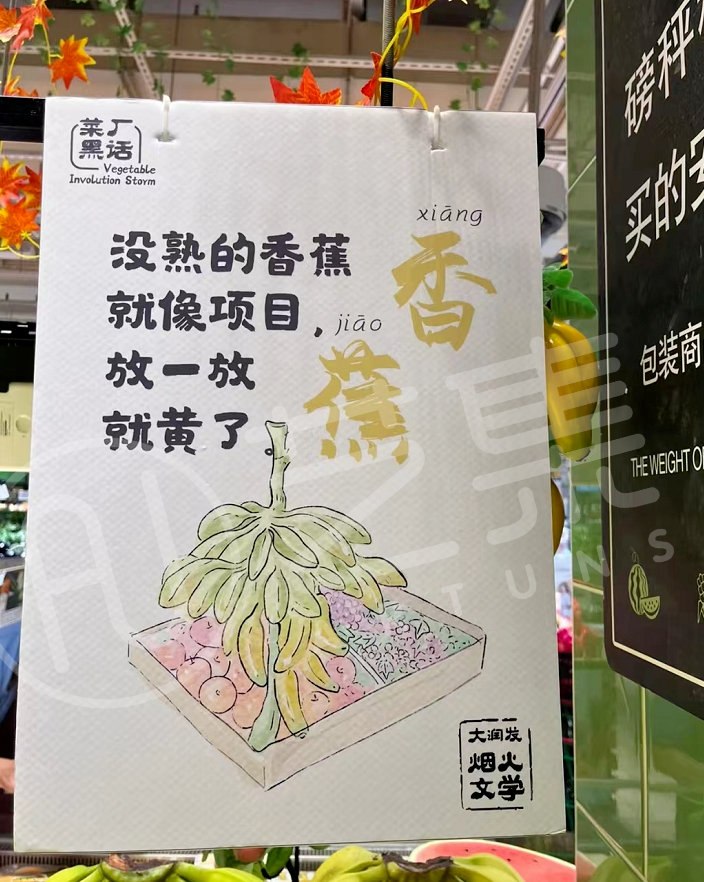 菜厂
黑话
Vegetable
Involution Storm
xiāng
香
jiāo
蕉
没熟的香蕉
就像项目，
放一放
就黄了
大润发
烟火
文学
磅秤
买的
包装商
THE WEIGHT O
集
TUNS